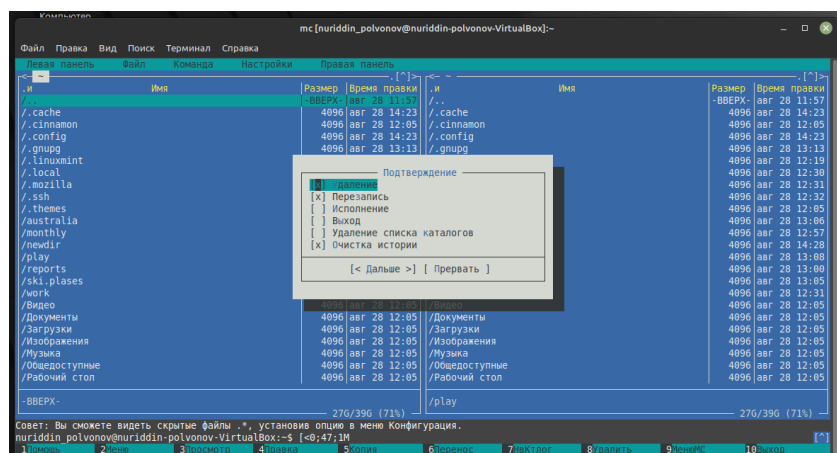 Компьютер
mc [nuriddin_polvonov@nuriddin-polvonov-VirtualBox]:~
Файл Правка Вид Поиск Терминал Справка
Левая панель Файл Команда Настройки Правая панель
<- ~ .[^]> <- ~ .[^]>
.и Имя Размер Время правки .и Имя Размер Время правки
/.. -ВВЕРХ- авг 28 11:57 /.. -ВВЕРХ- авг 28 11:57
/.cache 4096 авг 28 14:23 /.cache 4096 авг 28 14:23
/.cinnamon 4096 авг 28 12:05 /.cinnamon 4096 авг 28 12:05
/.config 4096 авг 28 14:23 /.config 4096 авг 28 14:23
/.gnupg 4096 авг 28 13:13 /.gnupg 4096 авг 28 13:13
/.linuxmint 4096 авг 28 12:19
/.local 4096 авг 28 12:30
/.mozilla 4096 авг 28 12:31
/.ssh 4096 авг 28 12:32
/.themes 4096 авг 28 12:05
/australia 4096 авг 28 13:06
/monthly 4096 авг 28 12:57
/newdir 4096 авг 28 14:28
/play 4096 авг 28 13:08
/reports 4096 авг 28 13:00
/ski.plases 4096 авг 28 13:05
/work 4096 авг 28 12:31
Подтверждение
[x] Удаление
[x] Перезапись
[ ] Исполнение
[ ] Выход
[ ] Удаление списка каталогов
[x] Очистка истории
[< Дальше >] [ Прервать ]
/Видео 4096 авг 28 12:05 /Видео 4096 авг 28 12:05
/Документы 4096 авг 28 12:05 /Документы 4096 авг 28 12:05
/Загрузки 4096 авг 28 12:05 /Загрузки 4096 авг 28 12:05
/Изображения 4096 авг 28 12:05 /Изображения 4096 авг 28 12:05
/Музыка 4096 авг 28 12:05 /Музыка 4096 авг 28 12:05
/Общедоступные 4096 авг 28 12:05 /Общедоступные 4096 авг 28 12:05
/Рабочий стол 4096 авг 28 12:05 /Рабочий стол 4096 авг 28 12:05
-ВВЕРХ- /play
27G/39G (71%) 27G/39G (71%)
Совет: Вы сможете видеть скрытые файлы .*, установив опцию в меню Конфигурация.
nuriddin_polvonov@nuriddin-polvonov-VirtualBox:~$ [<0;47;1M [^]
1Помощь 2Меню 3Просмотр 4Правка 5Копия 6Перенос 7НвКтлог 8Удалить 9МенюМС 10Выход